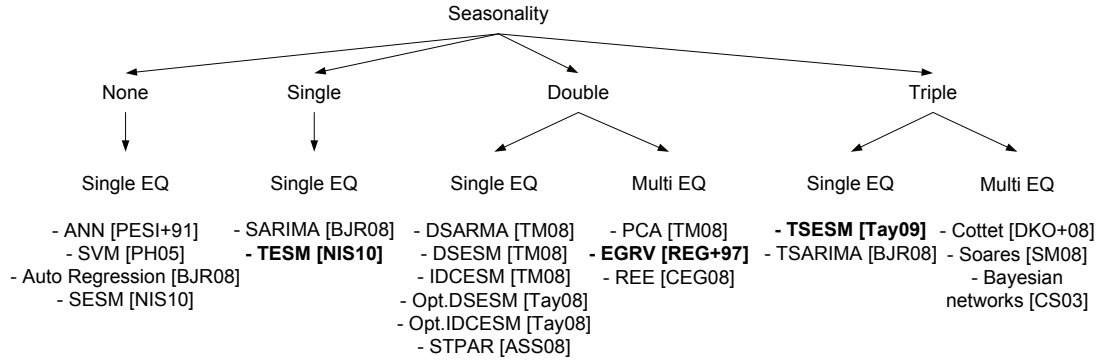 Seasonality
None
Single
Double
Triple
Single EQ
Single EQ
Single EQ
Multi EQ
Single EQ
Multi EQ
- ANN [PESI+91]
- SVM [PH05]
- Auto Regression [BJR08]
- SESM [NIS10]
- SARIMA [BJR08]
- TESM [NIS10]
- DSARMA [TM08]
- DSESM [TM08]
- IDCESM [TM08]
- Opt.DSESM [Tay08]
- Opt.IDCESM [Tay08]
- STPAR [ASS08]
- PCA [TM08]
- EGRV [REG+97]
- REE [CEG08]
- TSESM [Tay09]
- TSARIMA [BJR08]
- Cottet [DKO+08]
- Soares [SM08]
- Bayesian
networks [CS03]